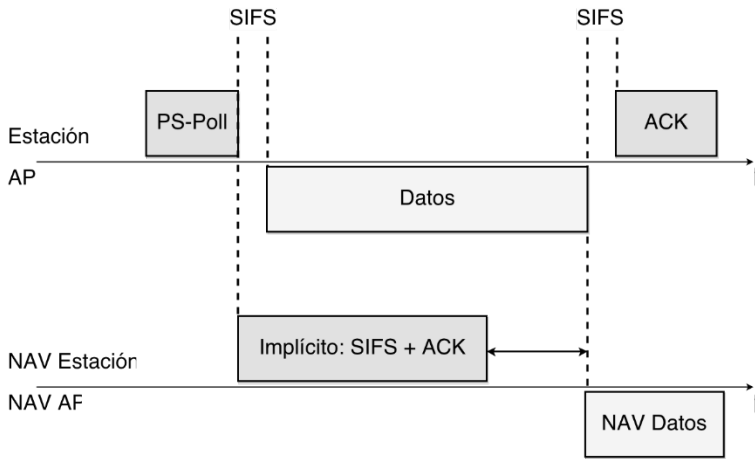 SIFS SIFS
PS-Poll ACK
Estación
AP
Datos
Implícito: SIFS + ACK
NAV Estación
NAV AP
NAV Datos